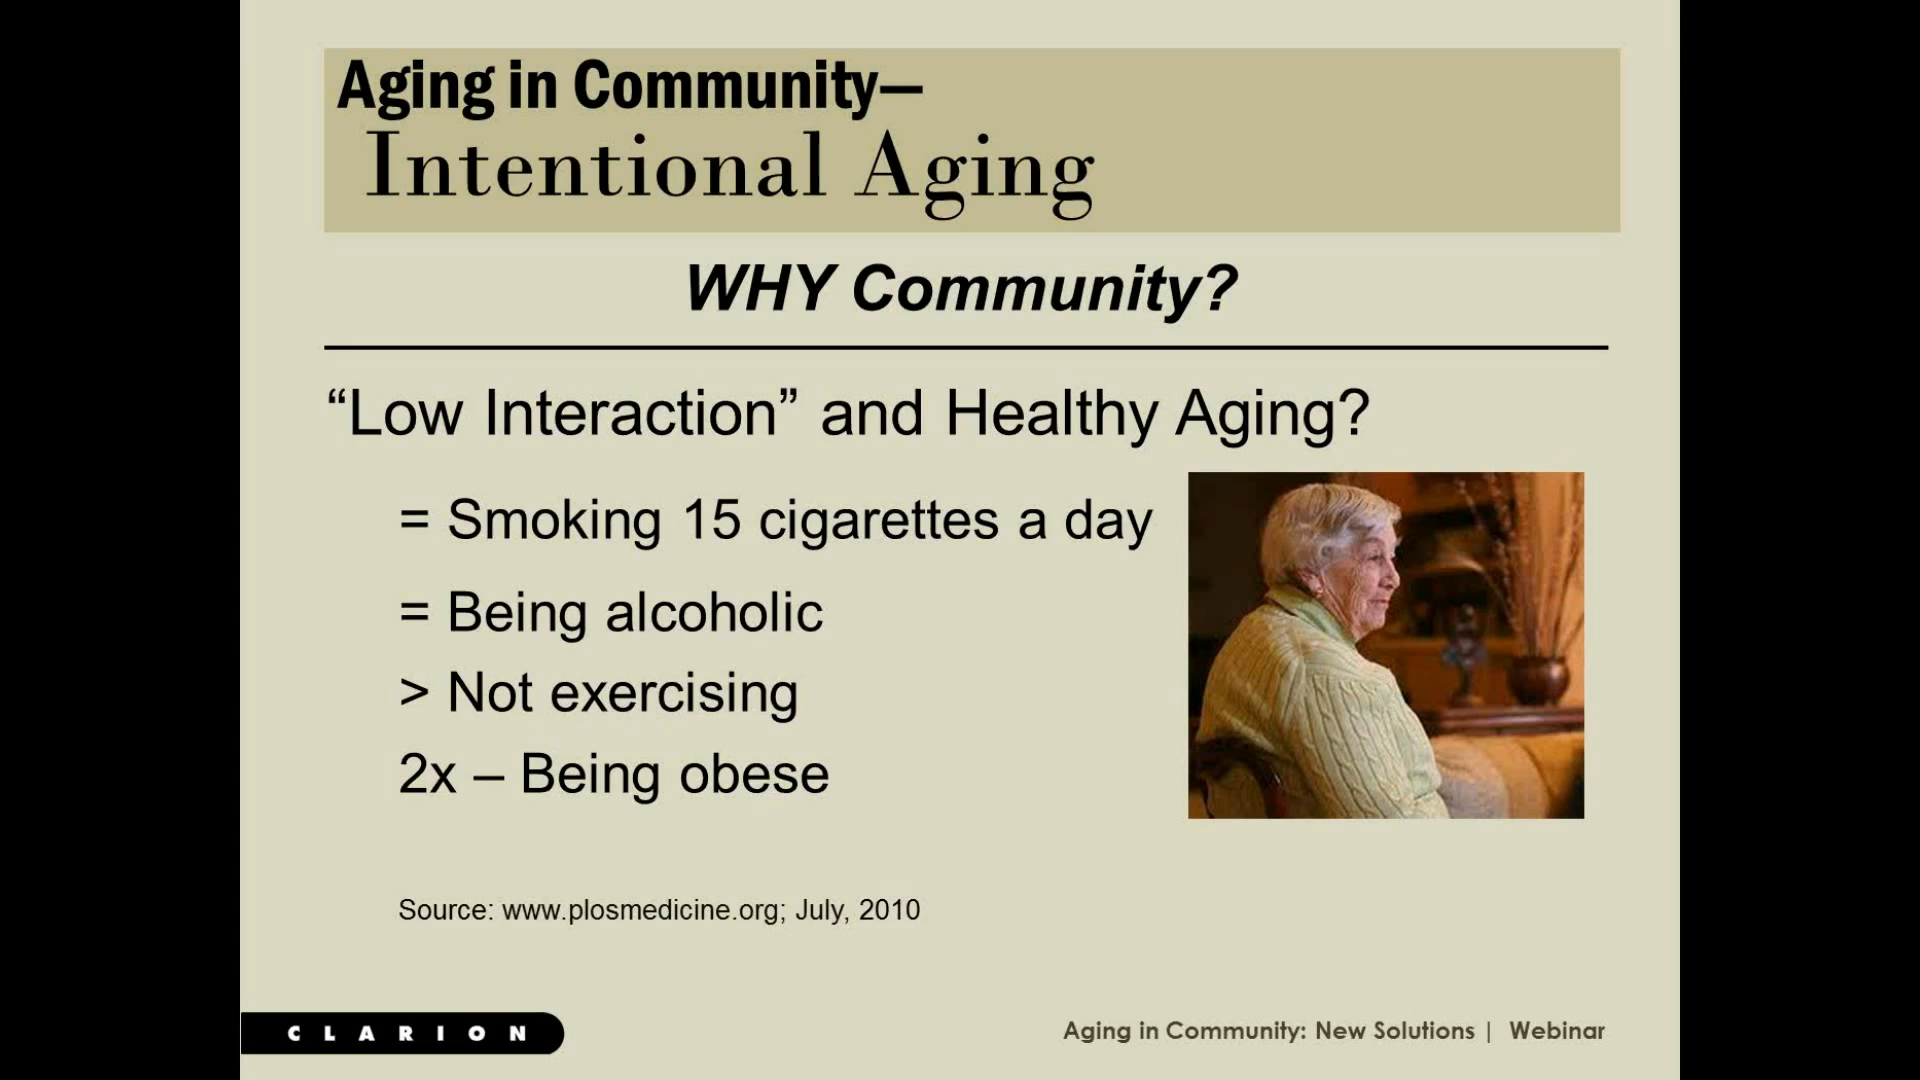 Aging in Community—
Intentional Aging
WHY Community?
“Low Interaction” and Healthy Aging?
= Smoking 15 cigarettes a day
= Being alcoholic
> Not exercising
2x – Being obese
Source: www.plosmedicine.org; July, 2010
CLARION
Aging in Community: New Solutions | Webinar